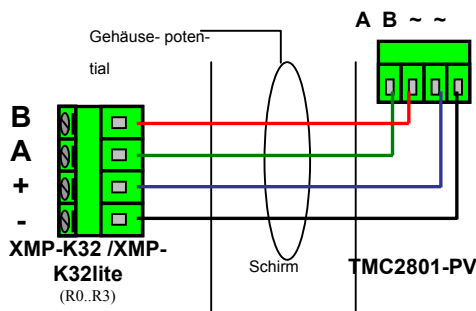 A B ~ ~
Gehäuse- poten-
tial
B
A
+
-
XMP-K32 /XMP-
K32lite
(R0..R3)
Schirm
TMC2801-PV